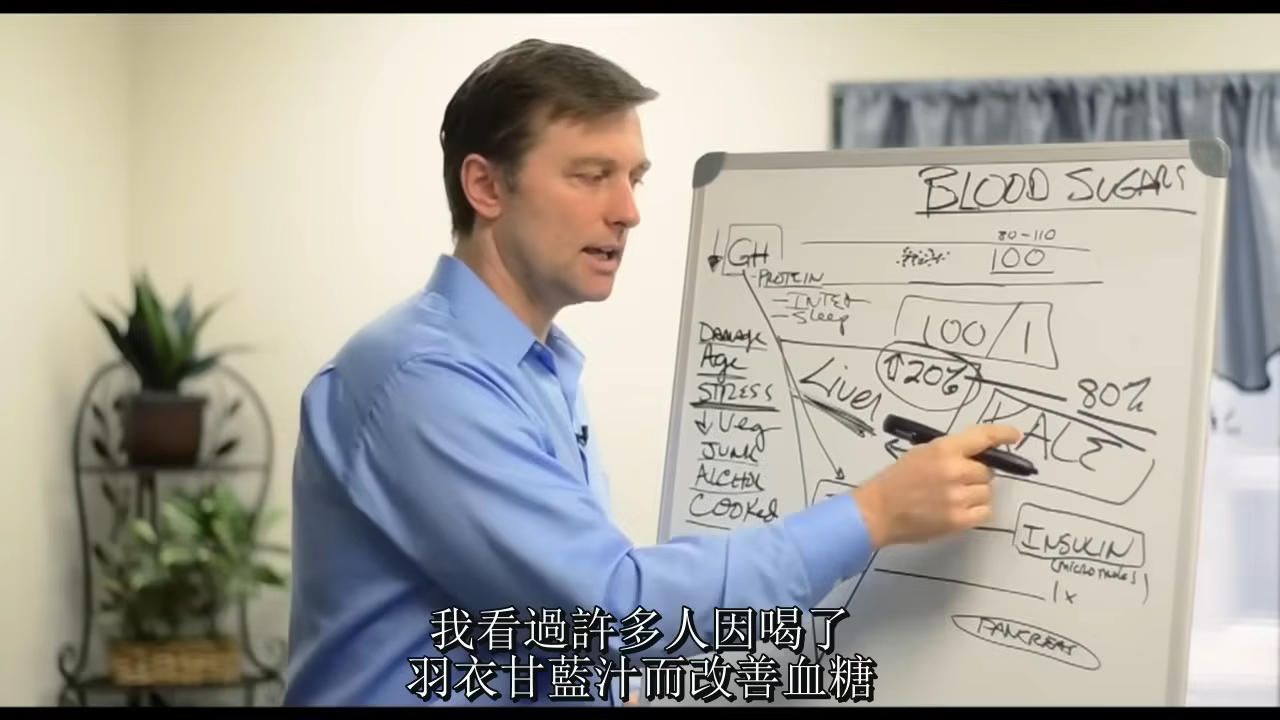 BLOOD SUGARS
80-110
100
↓ GH
- PROTEIN
- INTER
- Sleep
100/1
DAMAGE
Age
STRESS
↓ Veg
JUNK
ALCHOL
COOKed
Liver
↑20%
80%
KALE
INSULIN
1x
PANCREAS
我看過許多人因喝了
羽衣甘藍汁而改善血糖